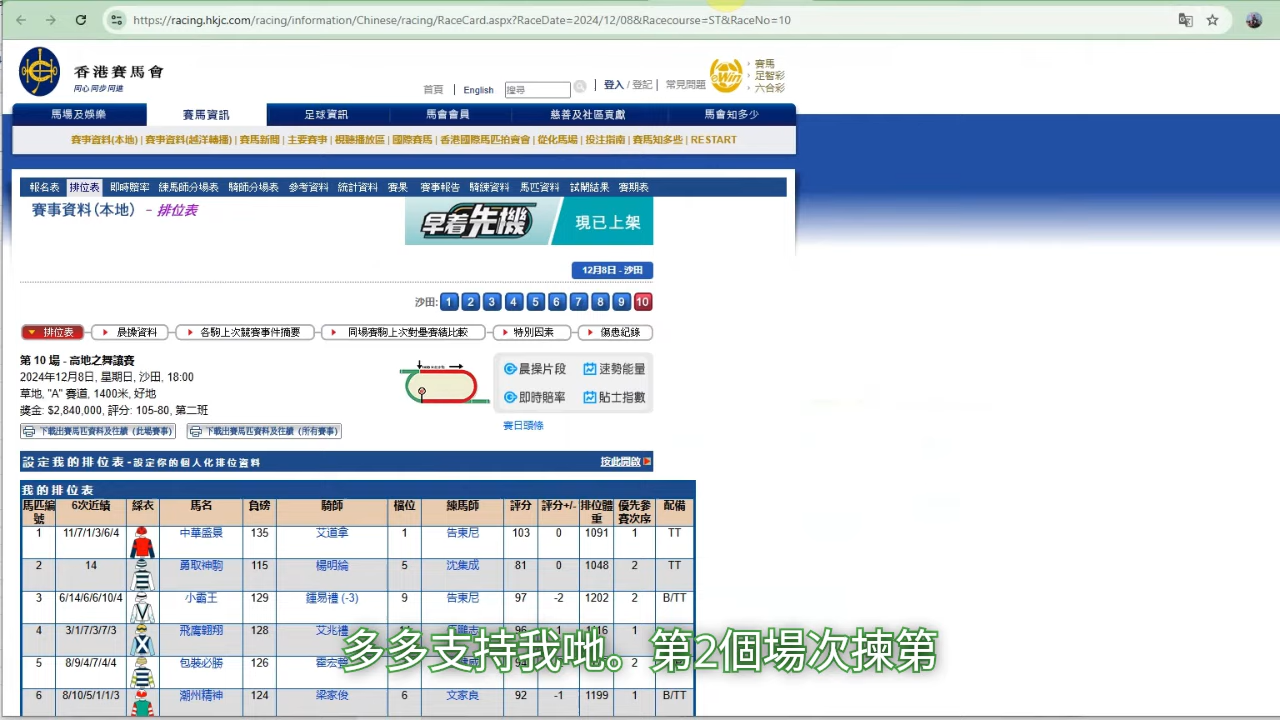 https://racing.hkjc.com/racing/information/Chinese/racing/RaceCard.aspx?RaceDate=2024/12/08&Racecourse=ST&RaceNo=10
香港賽馬會
同心同步同進
首頁 | English 搜尋 | 登入 / 登記 | 常見問題
eWin
賽馬
足智彩
六合彩
馬場及娛樂 賽馬資訊 足球資訊 馬會會員 慈善及社區貢獻 馬會知多少
賽事資料(本地) | 賽事資料(越洋轉播) | 賽馬新聞 | 主要賽事 | 視聽播放區 | 國際賽馬 | 香港國際馬匹拍賣會 | 從化馬場 | 投注指南 | 賽馬知多些 | RESTART
報名表 排位表 即時賠率 練馬師分場表 騎師分場表 參考資料 統計資料 賽果 賽事報告 騎練資料 馬匹資料 試閘結果 賽期表
賽事資料(本地) - 排位表
早着先機 現已上架
12月8日 - 沙田
沙田: 1 2 3 4 5 6 7 8 9 10
排位表 晨操資料 各駒上次競賽事件摘要 同場賽駒上次對壘賽績比較 特別因素 傷患紀錄
第 10 場 - 高地之舞讓賽
2024年12月8日, 星期日, 沙田, 18:00
草地, "A" 賽道, 1400米, 好地
獎金: $2,840,000, 評分: 105-80, 第二班
晨操片段 速勢能量
即時賠率 貼士指數
賽日頭條
下載出賽馬匹資料及往績 (此場賽事) 下載出賽馬匹資料及往績 (所有賽事)
設定我的排位表-設定你的個人化排位資料 按此開啟
我的排位表
馬匹編號 6次近績 綵衣 馬名 負磅 騎師 檔位 練馬師 評分 評分+/- 排位體重 優先參賽次序 配備
1 11/7/1/3/6/4 中華盛景 135 艾道拿 1 告東尼 103 0 1091 1 TT
2 14 勇敢神駒 115 楊明綸 5 沈集成 81 0 1048 2 TT
3 6/14/6/6/10/4 小霸王 129 鍾易禮 (-3) 9 告東尼 97 -2 1202 2 B/TT
4 3/1/7/3/7/3 飛鷹翱翔 128 艾兆禮 96 1
5 8/9/4/7/4/4 包裝必勝 126 1
6 8/10/5/1/1/3 潮州精神 124 梁家俊 6 文家良 92 -1 1199 1 B/TT
多多支持我哋。第2個場次揀第